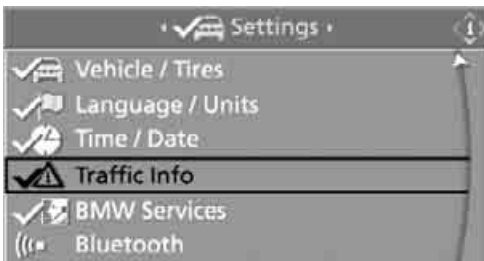 Settings
Vehicle / Tires
Language / Units
Time / Date
Traffic Info
BMW Services
Bluetooth